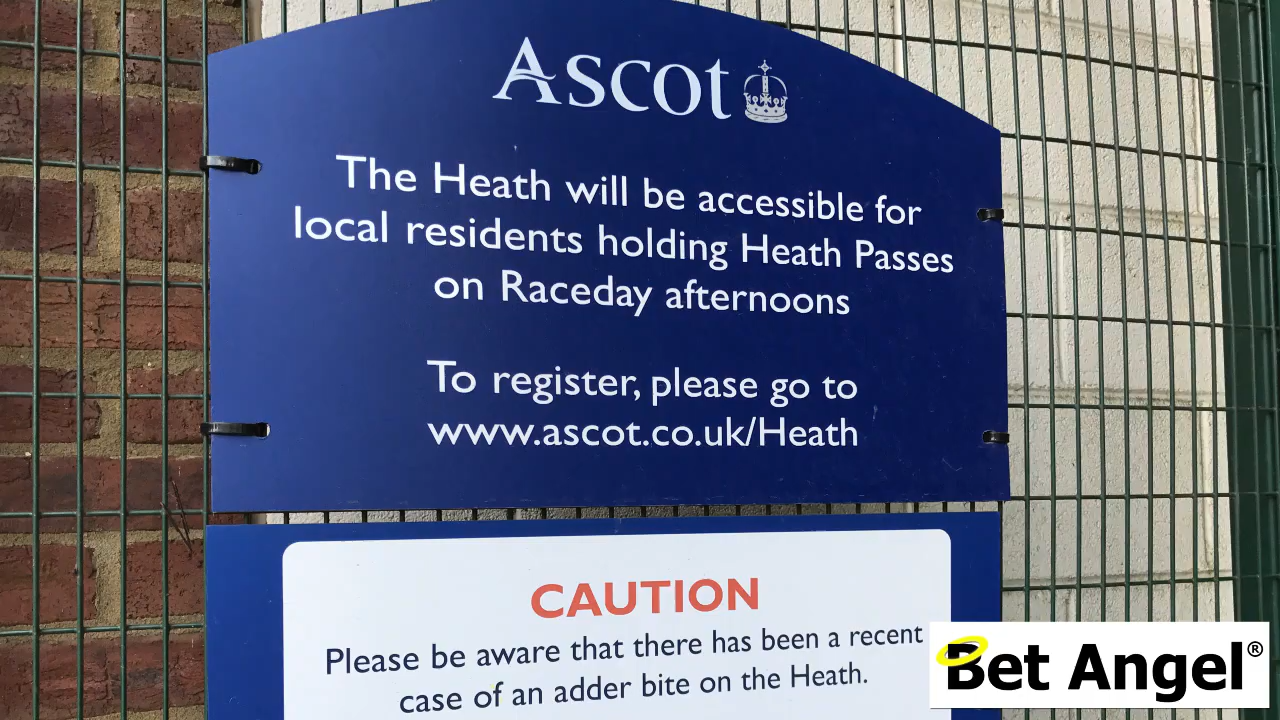 ASCOT
The Heath will be accessible for
local residents holding Heath Passes
on Raceday afternoons
To register, please go to
www.ascot.co.uk/Heath
CAUTION
Please be aware that there has been a recent
case of an adder bite on the Heath.
Bet Angel®